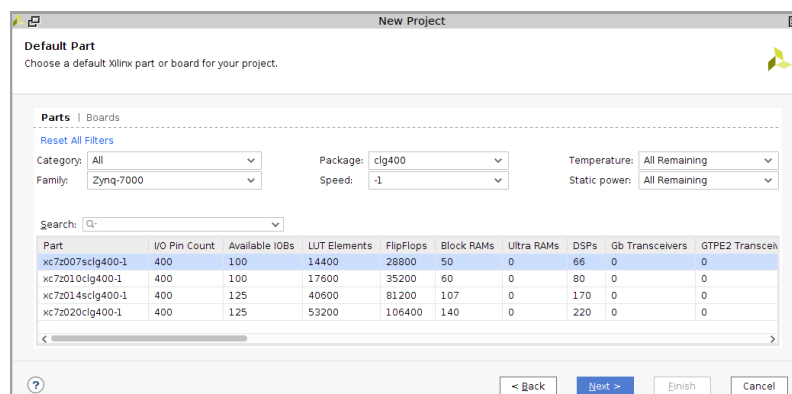 New Project
Default Part
Choose a default Xilinx part or board for your project.
Parts | Boards
Reset All Filters
Category: All Package: clg400 Temperature: All Remaining
Family: Zynq-7000 Speed: -1 Static power: All Remaining
Search: Q-
Part I/O Pin Count Available IOBs LUT Elements FlipFlops Block RAMs Ultra RAMs DSPs Gb Transceivers GTPE2 Transceiv
xc7z007sclg400-1 400 100 14400 28800 50 0 66 0 0
xc7z010clg400-1 400 100 17600 35200 60 0 80 0 0
xc7z014sclg400-1 400 125 40600 81200 107 0 170 0 0
xc7z020clg400-1 400 125 53200 106400 140 0 220 0 0
? < Back Next > Finish Cancel